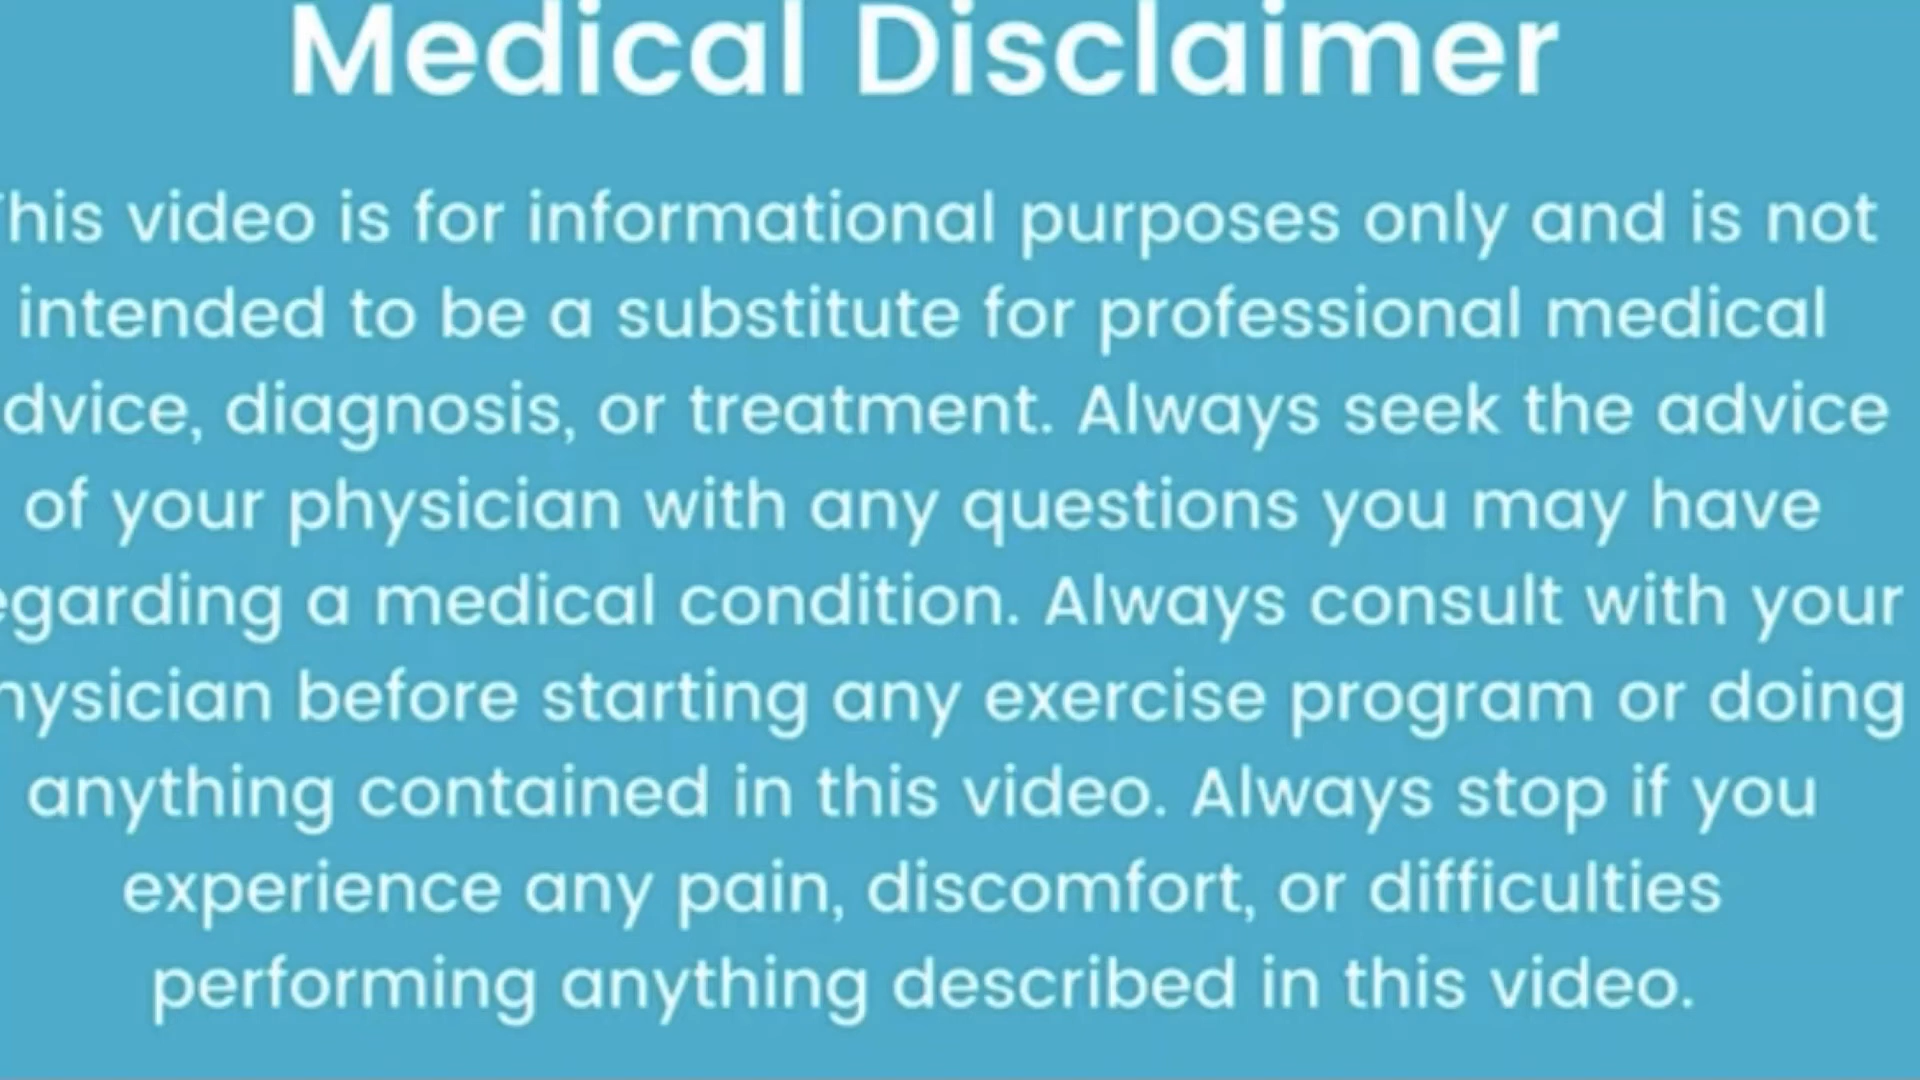 Medical Disclaimer
This video is for informational purposes only and is not
intended to be a substitute for professional medical
dvice, diagnosis, or treatment. Always seek the advice
of your physician with any questions you may have
egarding a medical condition. Always consult with your
hysician before starting any exercise program or doing
anything contained in this video. Always stop if you
experience any pain, discomfort, or difficulties
performing anything described in this video.